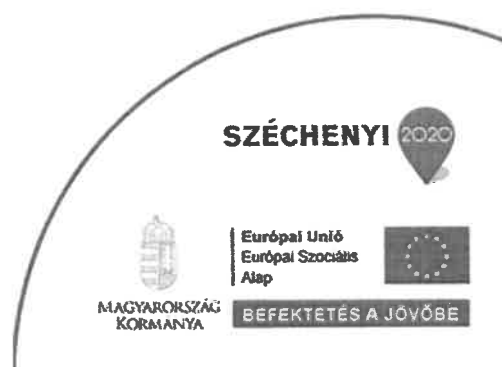 SZÉCHENYI 2020
Európai Unió
Európai Szociális
Alap
MAGYARORSZÁG
KORMÁNYA
BEFEKTETÉS A JÖVŐBE